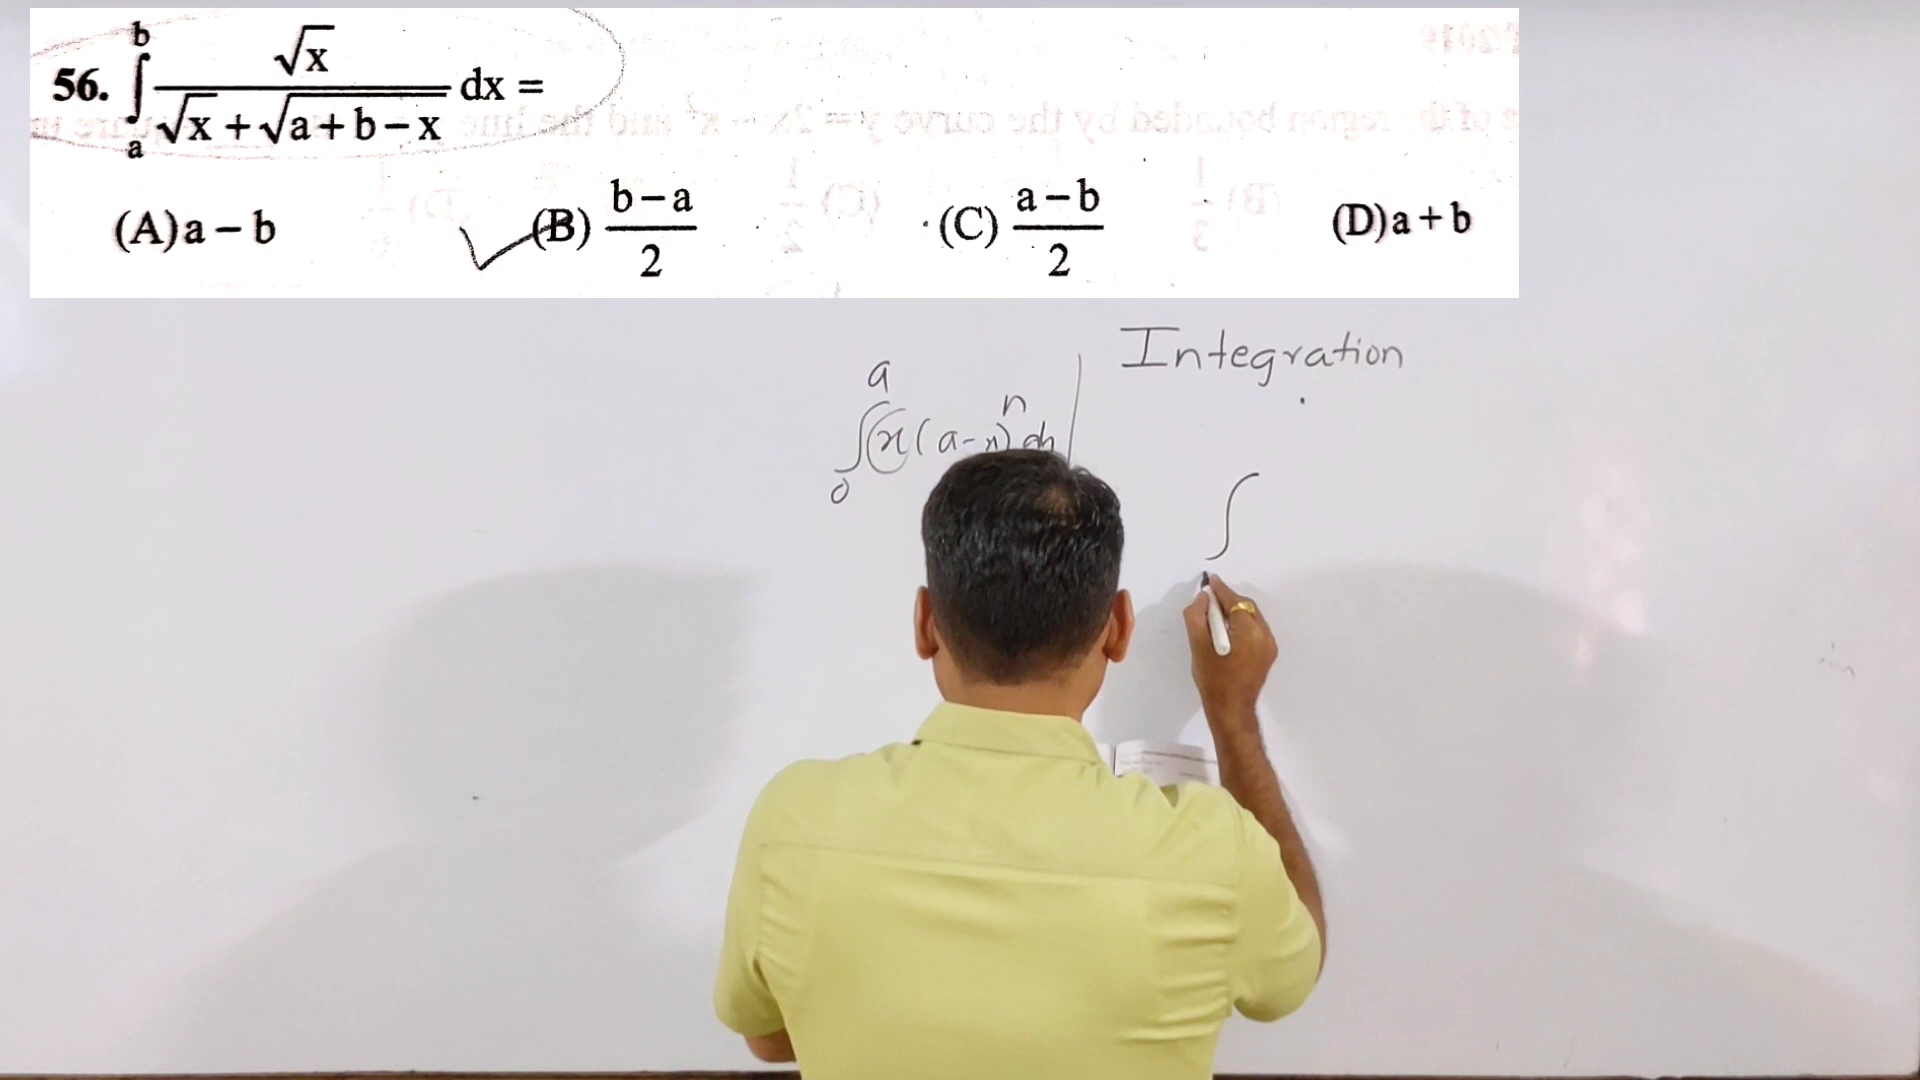 56. ∫_a^b √x / (√x + √(a+b−x)) dx =
(A) a − b (B) (b−a)/2 (C) (a−b)/2 (D) a + b
Integration
∫_0^a x(a-x)^n dx
∫